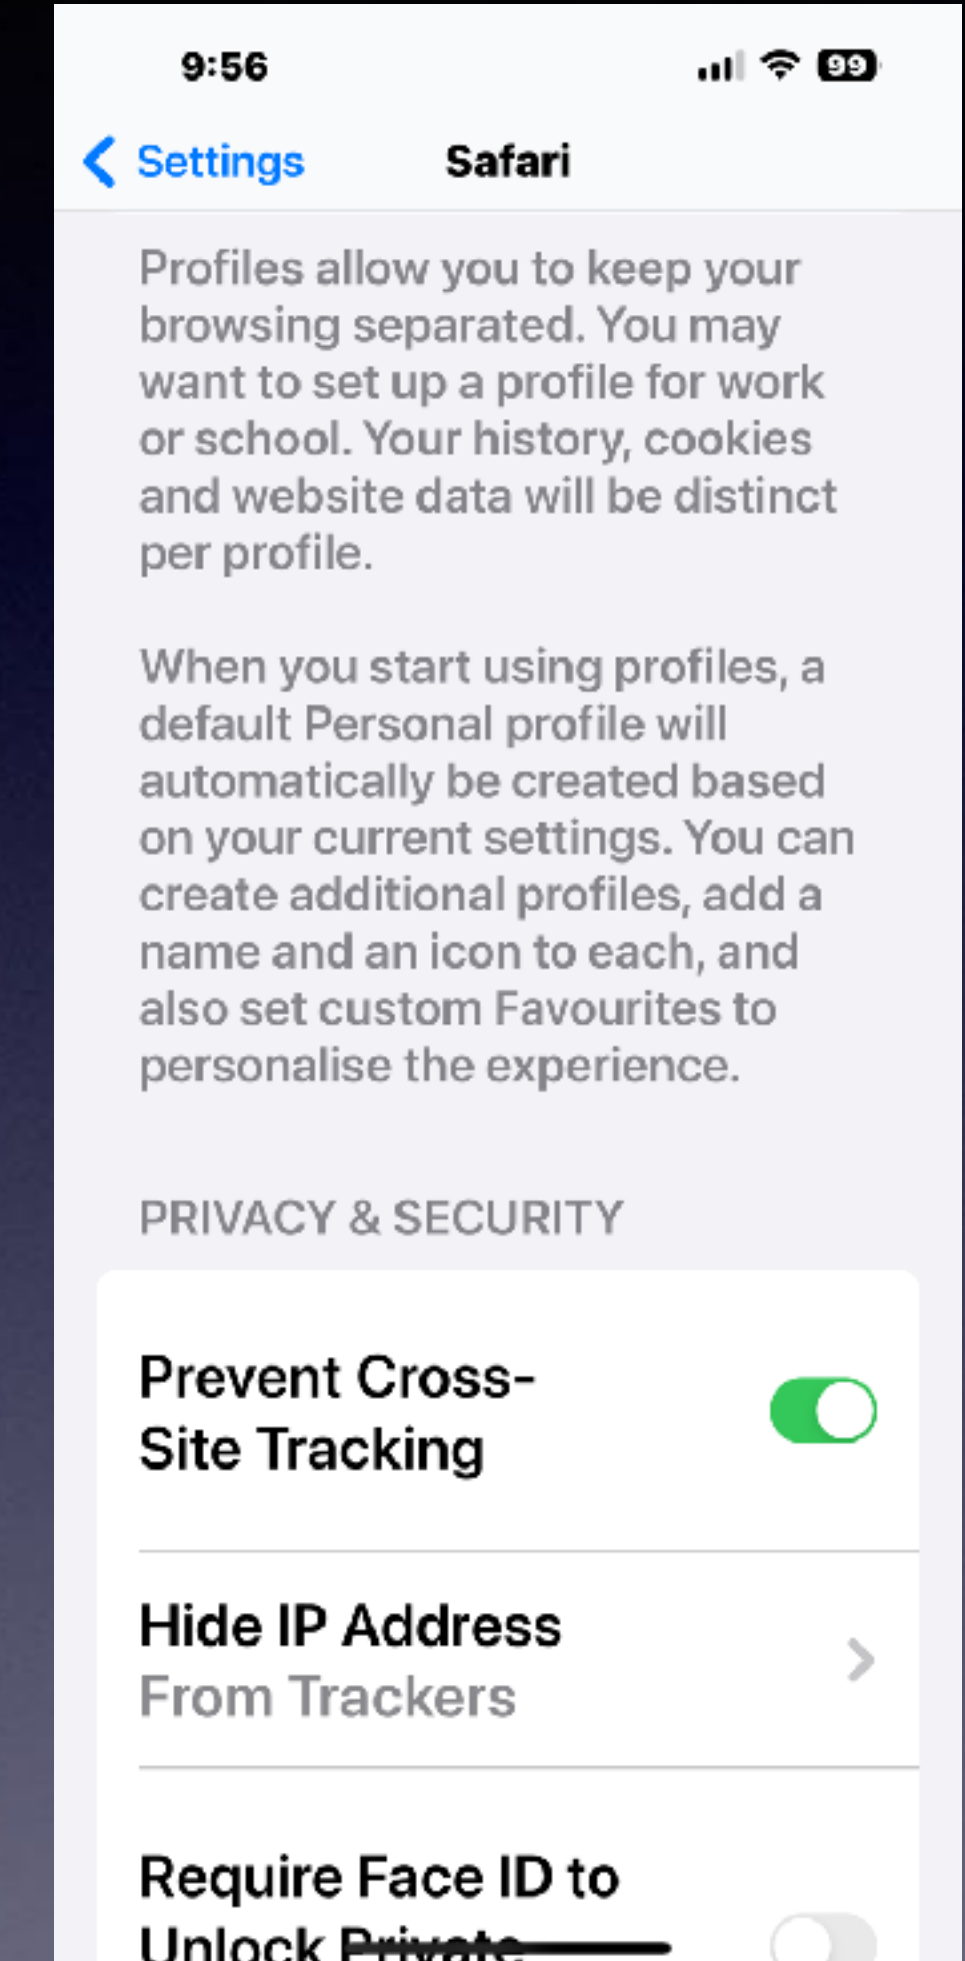 9:56 99
Settings Safari
Profiles allow you to keep your
browsing separated. You may
want to set up a profile for work
or school. Your history, cookies
and website data will be distinct
per profile.
When you start using profiles, a
default Personal profile will
automatically be created based
on your current settings. You can
create additional profiles, add a
name and an icon to each, and
also set custom Favourites to
personalise the experience.
PRIVACY & SECURITY
Prevent Cross-
Site Tracking
Hide IP Address
From Trackers
Require Face ID to
Unlock Private